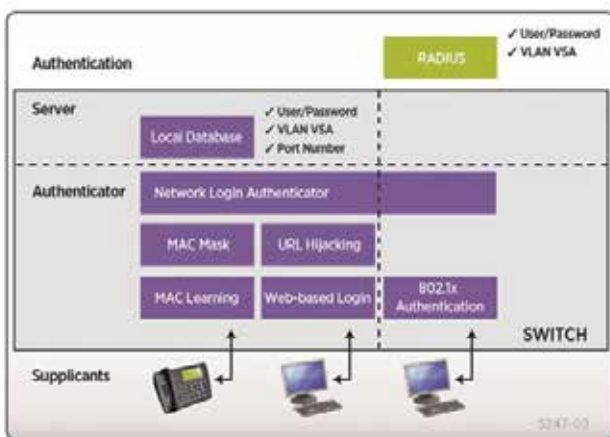 Authentication
RADIUS
✓ User/Password
✓ VLAN VSA
Server
Local Database
✓ User/Password
✓ VLAN VSA
✓ Port Number
Authenticator
Network Login Authenticator
MAC Mask
URL Hijacking
MAC Learning
Web-based Login
802.1x
Authentication
SWITCH
Supplicants
5247-03